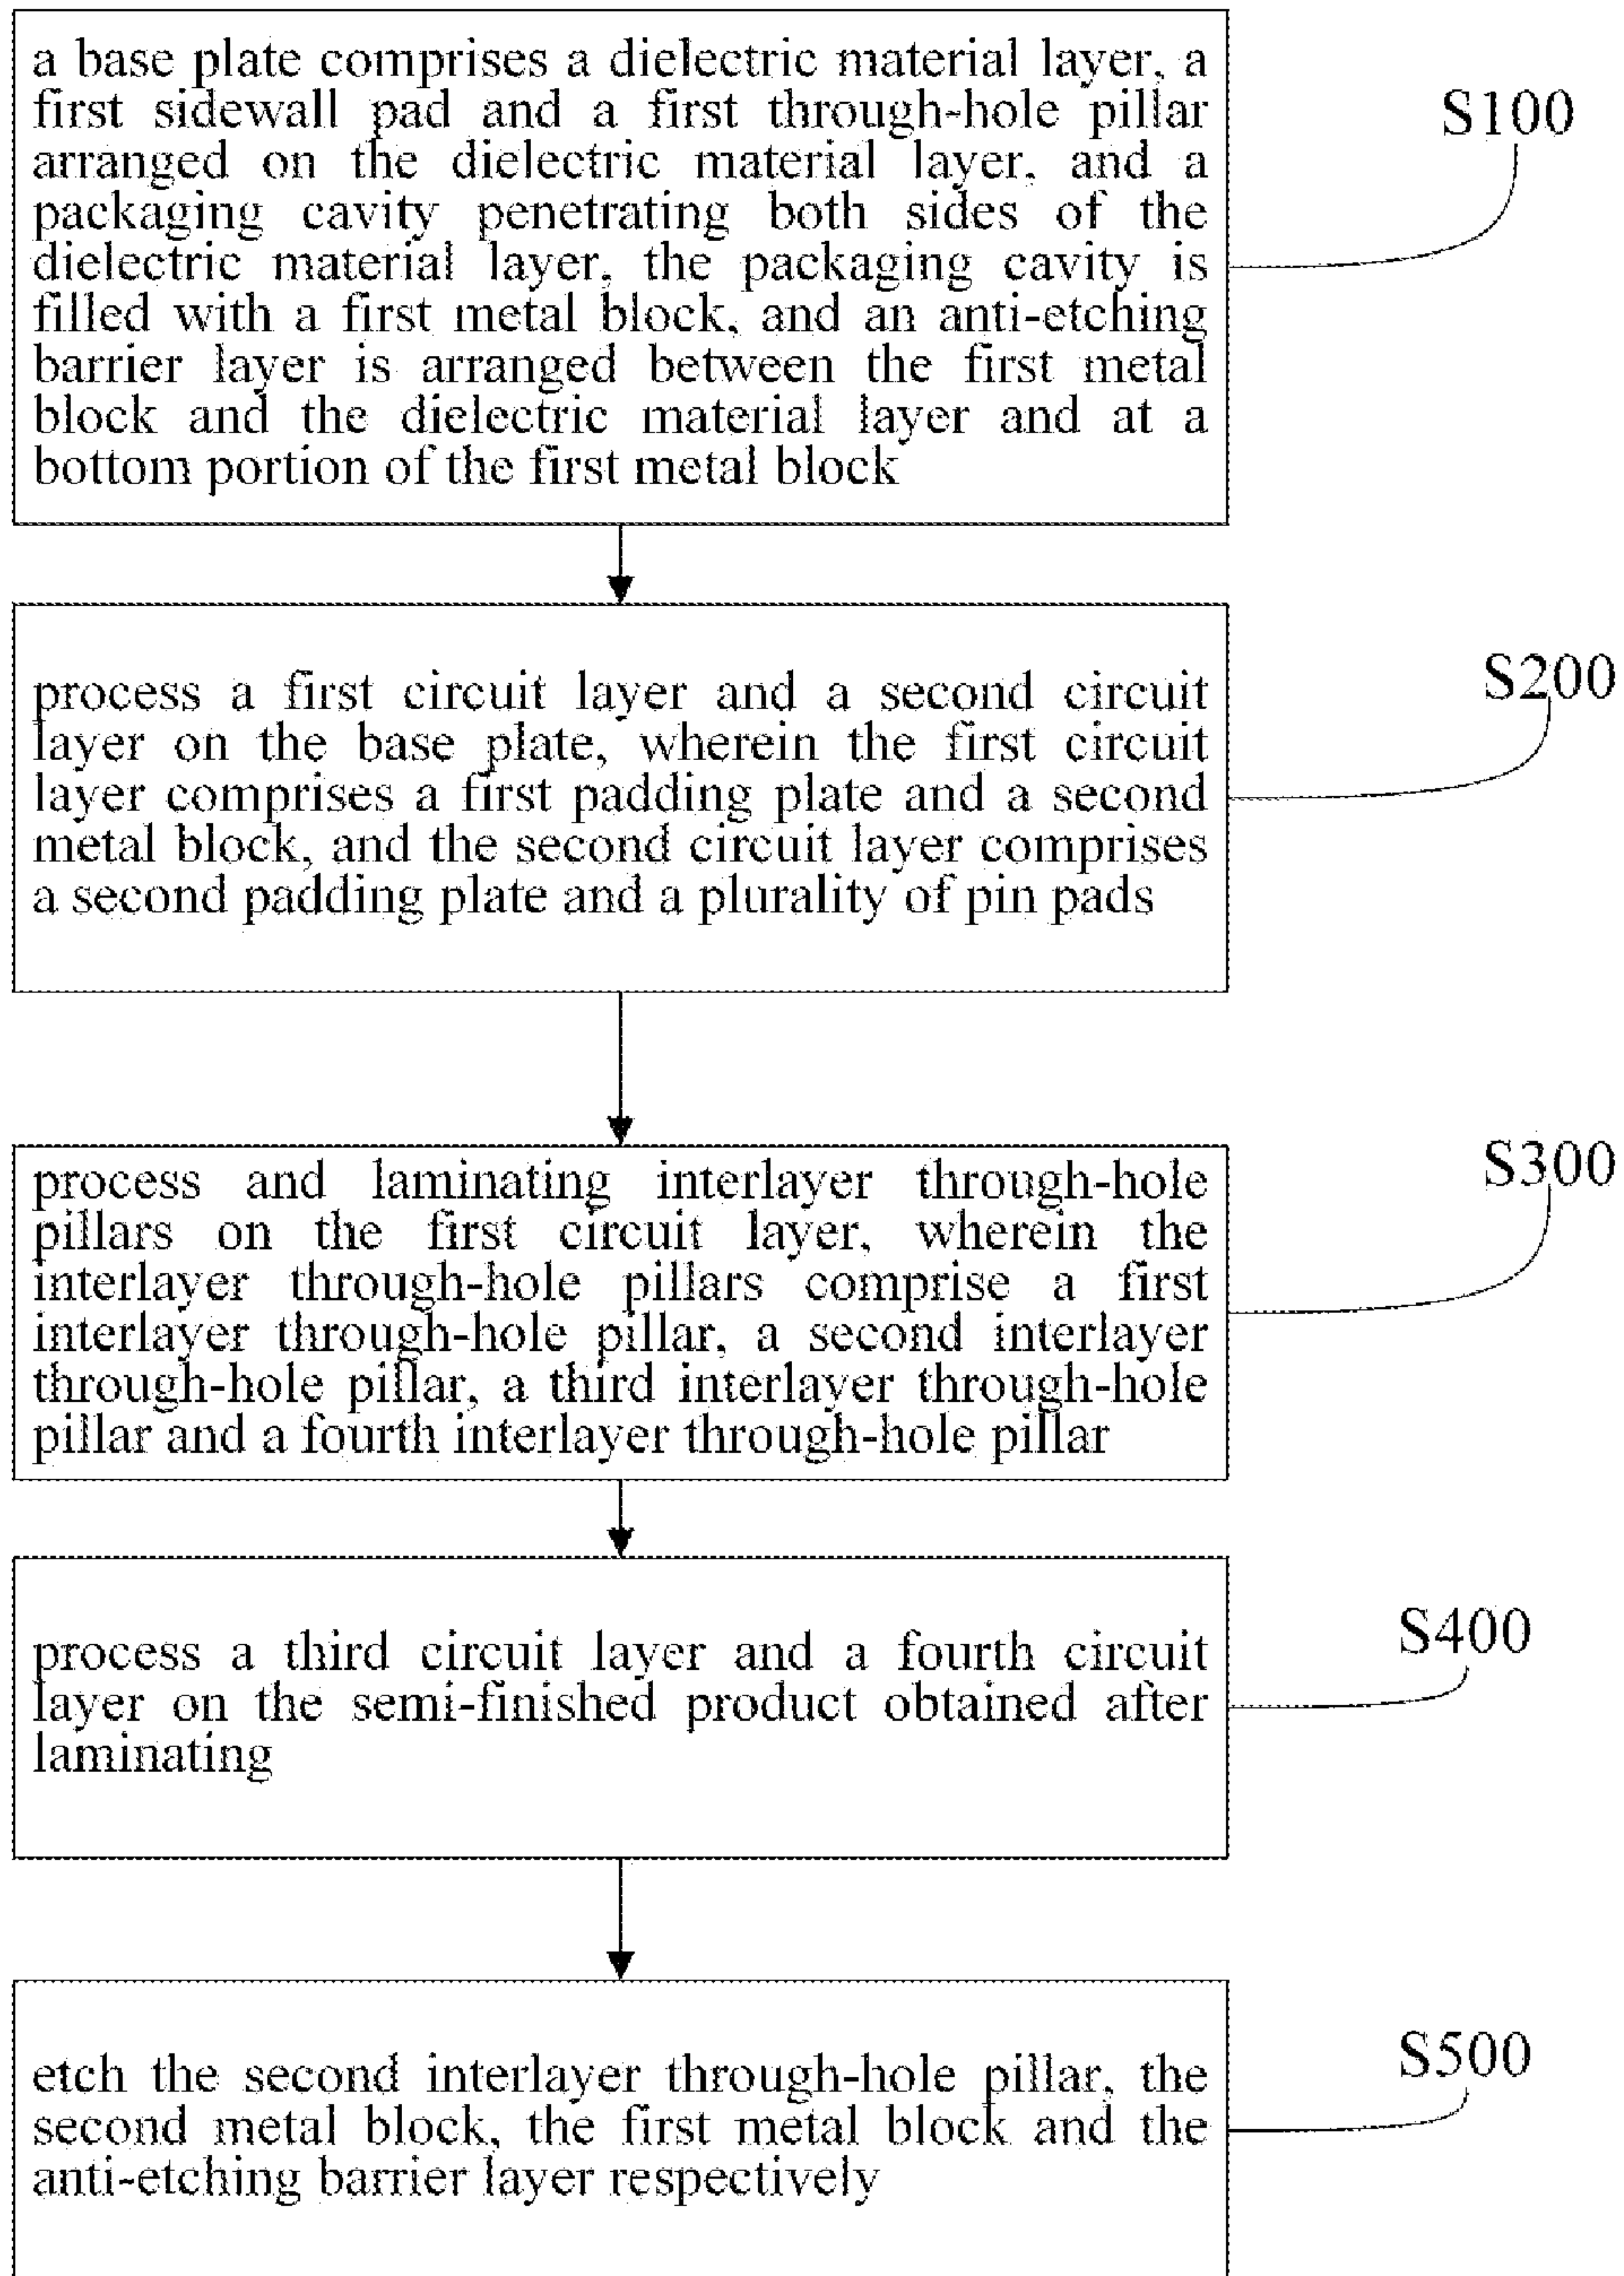 a base plate comprises a dielectric material layer, a
first sidewall pad and a first through-hole pillar
arranged on the dielectric material layer, and a
packaging cavity penetrating both sides of the
dielectric material layer, the packaging cavity is
filled with a first metal block, and an anti-etching
barrier layer is arranged between the first metal
block and the dielectric material layer and at a
bottom portion of the first metal block
S100
process a first circuit layer and a second circuit
layer on the base plate, wherein the first circuit
layer comprises a first padding plate and a second
metal block, and the second circuit layer comprises
a second padding plate and a plurality of pin pads
S200
process and laminating interlayer through-hole
pillars on the first circuit layer, wherein the
interlayer through-hole pillars comprise a first
interlayer through-hole pillar, a second interlayer
through-hole pillar, a third interlayer through-hole
pillar and a fourth interlayer through-hole pillar
S300
process a third circuit layer and a fourth circuit
layer on the semi-finished product obtained after
laminating
S400
etch the second interlayer through-hole pillar, the
second metal block, the first metal block and the
anti-etching barrier layer respectively
S500